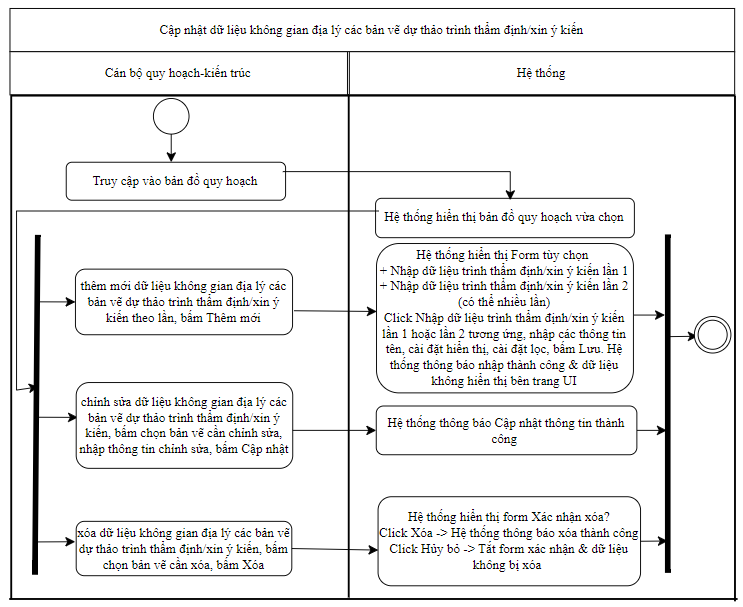 Cập nhật dữ liệu không gian địa lý các bản vẽ dự thảo trình thẩm định/xin ý kiến
Cán bộ quy hoạch-kiến trúc
Hệ thống
Truy cập vào bản đồ quy hoạch
Hệ thống hiển thị bản đồ quy hoạch vừa chọn
thêm mới dữ liệu không gian địa lý các
bản vẽ dự thảo trình thẩm định/xin ý
kiến theo lần, bấm Thêm mới
Hệ thống hiển thị Form tùy chọn
+ Nhập dữ liệu trình thẩm định/xin ý kiến lần 1
+ Nhập dữ liệu trình thẩm định/xin ý kiến lần 2
(có thể nhiều lần)
Click Nhập dữ liệu trình thẩm định/xin ý kiến
lần 1 hoặc lần 2 tương ứng, nhập các thông tin
tên, cài đặt hiển thị, cài đặt lọc, bấm Lưu. Hệ
thống thông báo nhập thành công & dữ liệu
không hiển thị bên trang UI
chỉnh sửa dữ liệu không gian địa lý các
bản vẽ dự thảo trình thẩm định/xin ý
kiến, bấm chọn bản vẽ cần chỉnh sửa,
nhập thông tin chỉnh sửa, bấm Cập nhật
Hệ thống thông báo Cập nhật thông tin thành
công
xóa dữ liệu không gian địa lý các bản vẽ
dự thảo trình thẩm định/xin ý kiến, bấm
chọn bản vẽ cần xóa, bấm Xóa
Hệ thống hiển thị form Xác nhận xóa?
Click Xóa -> Hệ thống thông báo xóa thành công
Click Hủy bỏ -> Tắt form xác nhận & dữ liệu
không bị xóa